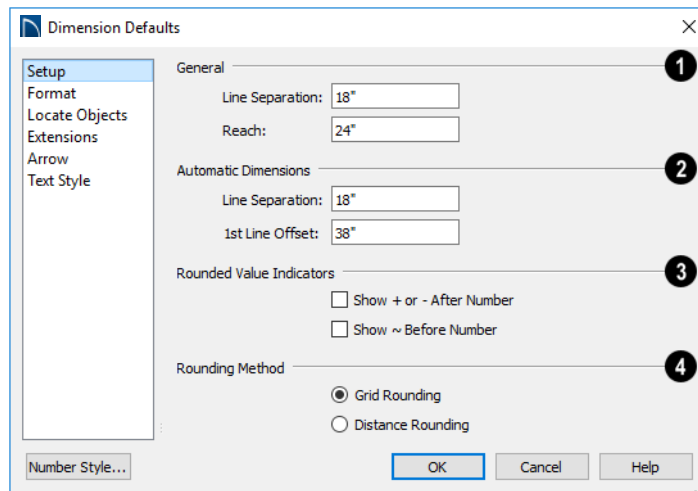 Dimension Defaults
Setup
Format
Locate Objects
Extensions
Arrow
Text Style
General 1
Line Separation: 18"
Reach: 24"
Automatic Dimensions 2
Line Separation: 18"
1st Line Offset: 38"
Rounded Value Indicators 3
Show + or - After Number
Show ~ Before Number
Rounding Method 4
Grid Rounding
Distance Rounding
Number Style... OK Cancel Help